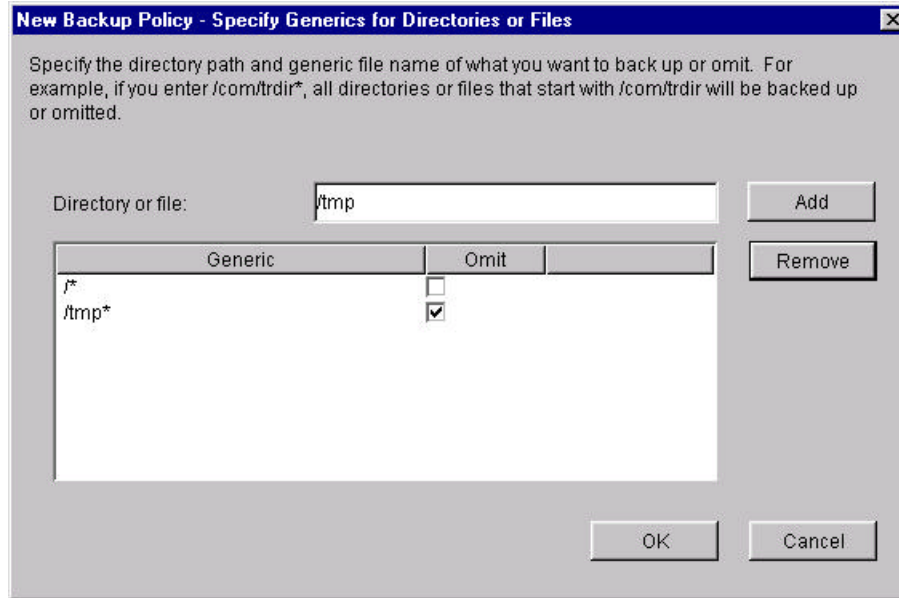 New Backup Policy - Specify Generics for Directories or Files
Specify the directory path and generic file name of what you want to back up or omit. For
example, if you enter /com/trdir*, all directories or files that start with /com/trdir will be backed up
or omitted.
Directory or file: /tmp Add
Generic Omit Remove
/*
/tmp*
OK Cancel